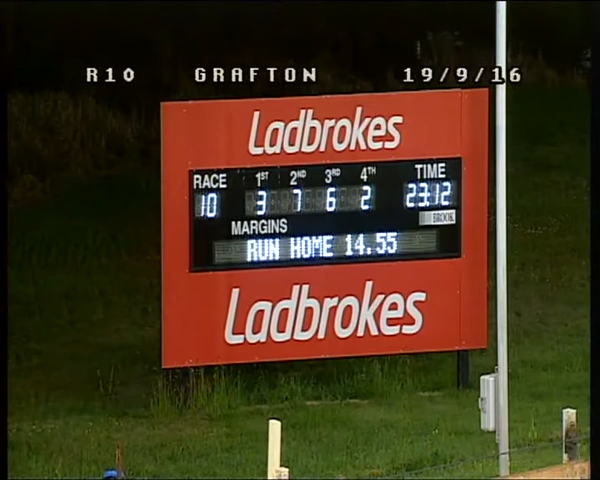 R10 GRAFTON 19/9/16
Ladbrokes
RACE 1ST 2ND 3RD 4TH TIME
10 3 7 6 2 23.12
BROOK
MARGINS
RUN HOME 14.55
Ladbrokes